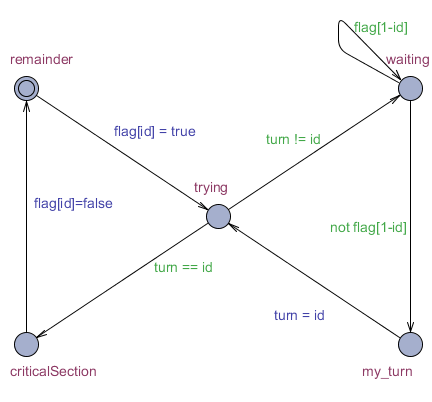 flag[1-id]
remainder
waiting
flag[id] = true
turn != id
trying
flag[id]=false
not flag[1-id]
turn == id
turn = id
criticalSection
my_turn